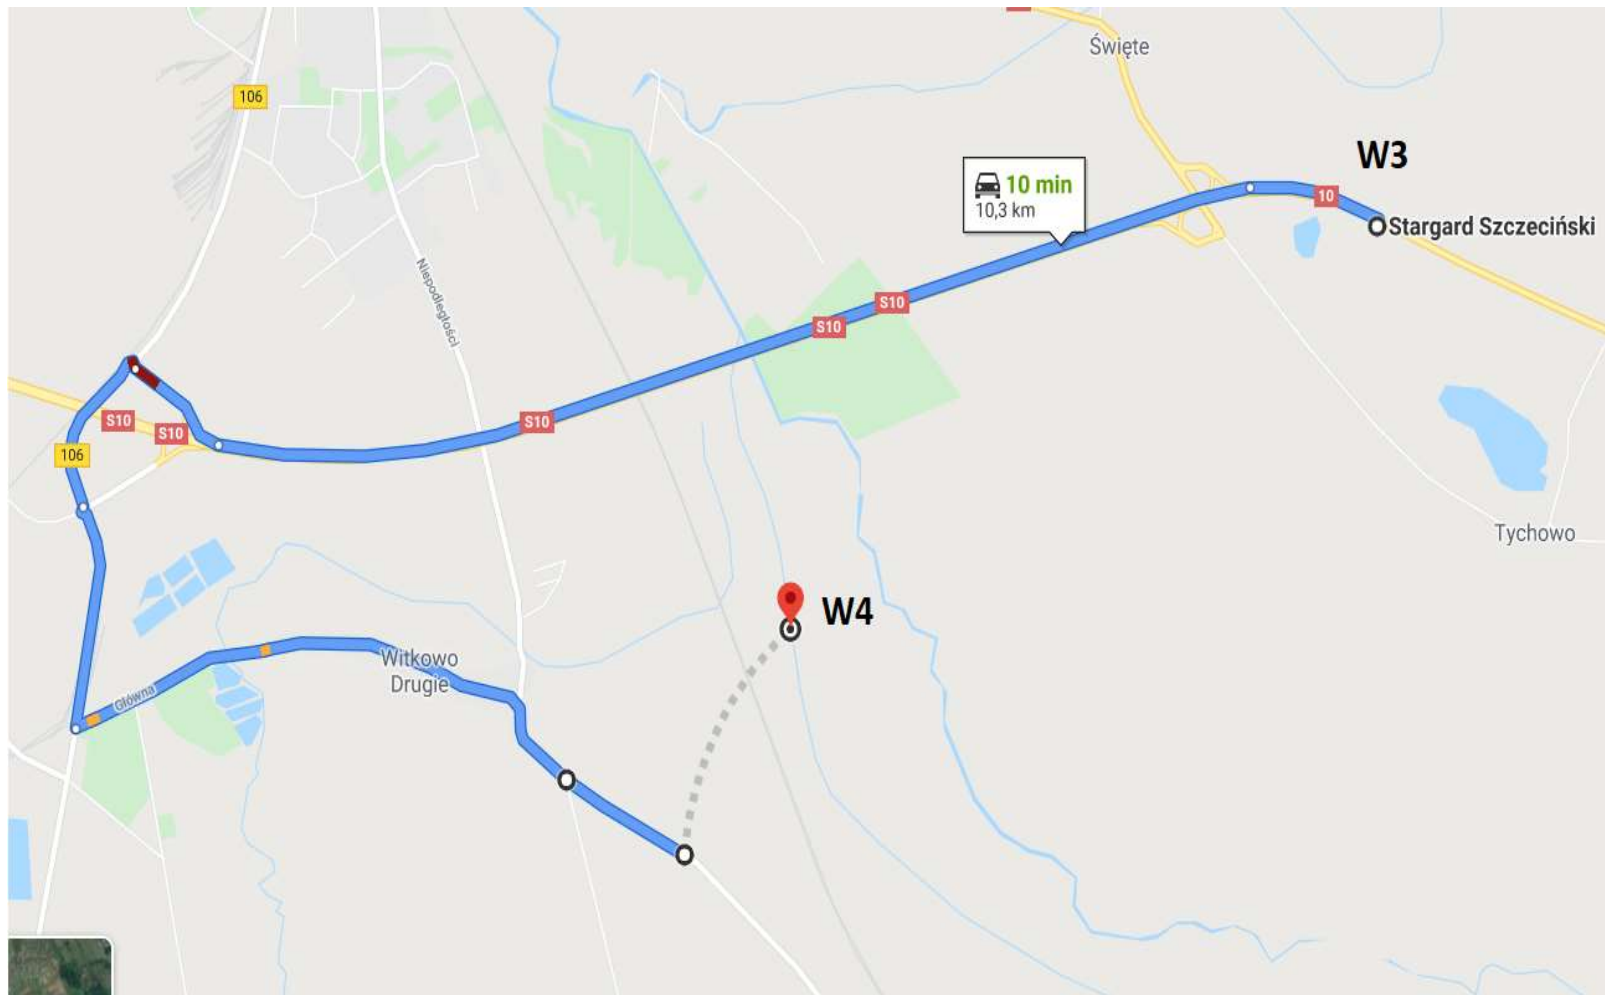 Święte
106
W3
10 min
10,3 km
10
Stargard Szczeciński
Niepodległości
S10
S10
S10
S10
S10
106
Tychowo
W4
Witkowo
Drugie
Główna